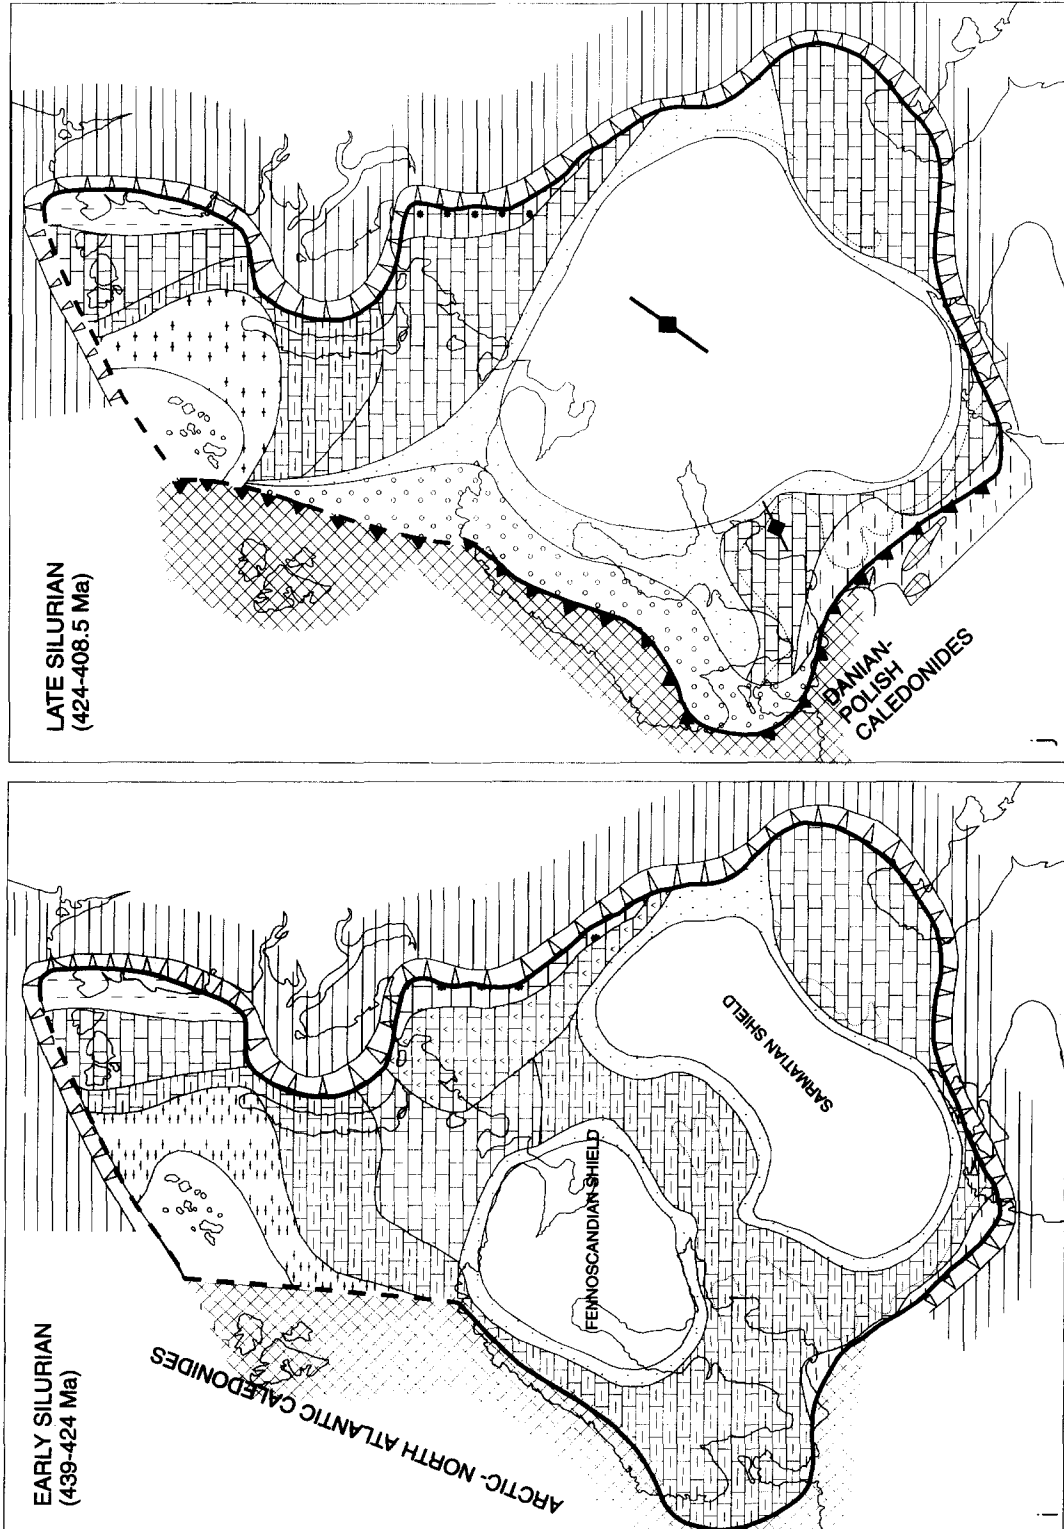 LATE SILURIAN
(424-408.5 Ma)
DANIAN-
POLISH
CALEDONIDES
j
EARLY SILURIAN
(439-424 Ma)
ARCTIC- NORTH ATLANTIC CALEDONIDES
FENNOSCANDIAN SHIELD
SARMATIAN SHIELD
i